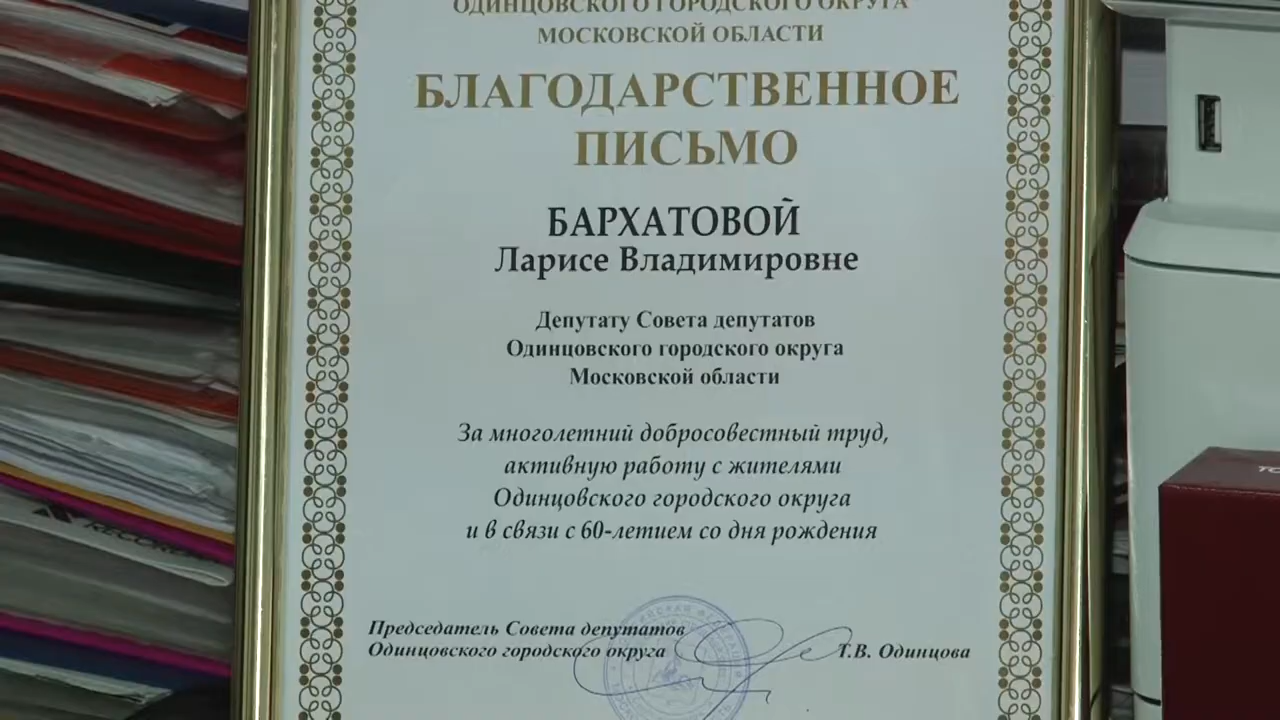 ОДИНЦОВСКОГО ГОРОДСКОГО ОКРУГА
МОСКОВСКОЙ ОБЛАСТИ
БЛАГОДАРСТВЕННОЕ
ПИСЬМО
БАРХАТОВОЙ
Ларисе Владимировне
Депутату Совета депутатов
Одинцовского городского округа
Московской области
За многолетний добросовестный труд,
активную работу с жителями
Одинцовского городского округа
и в связи с 60-летием со дня рождения
Председатель Совета депутатов
Одинцовского городского округа
Т.В. Одинцова
RECORD